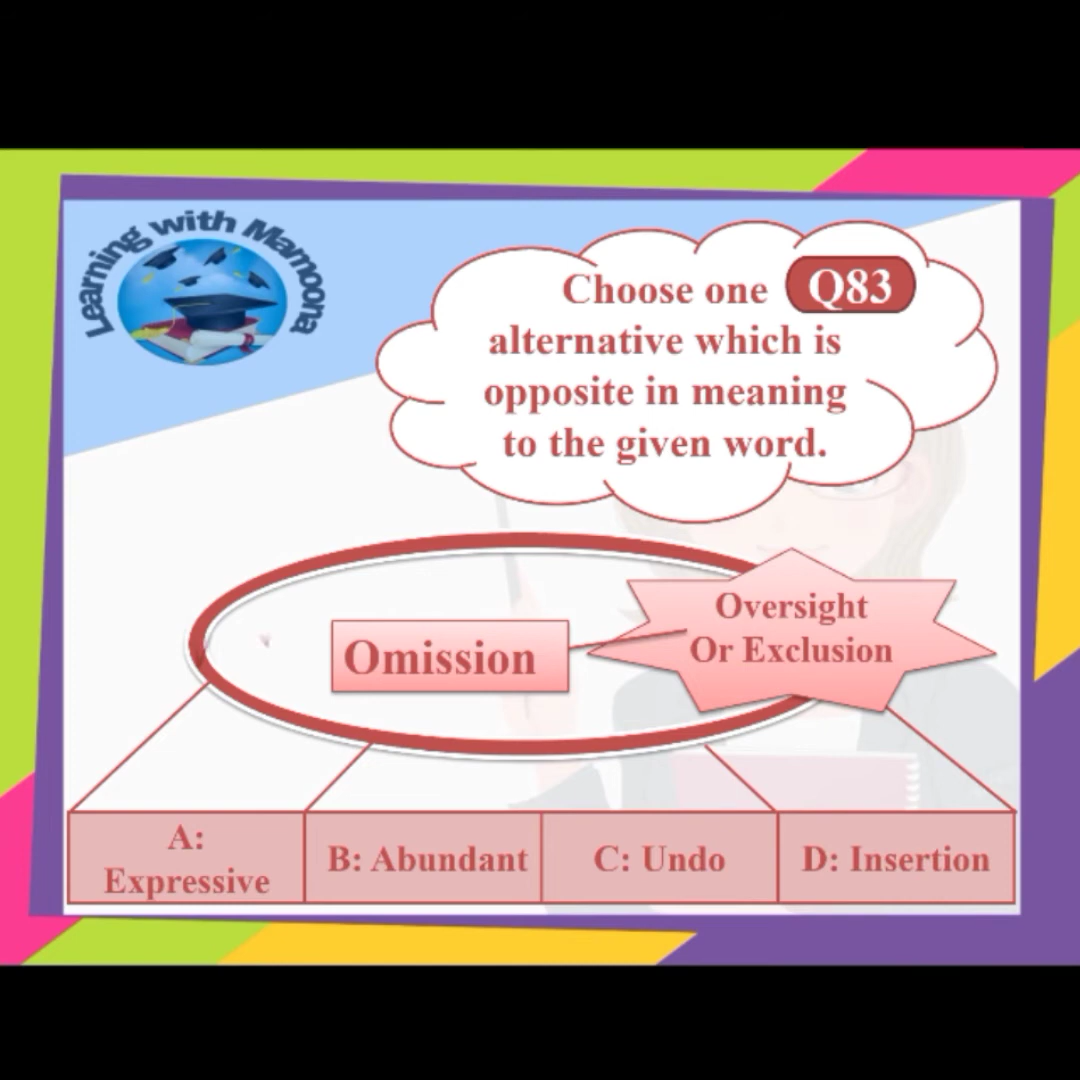 Learning with Mamoona
Choose one Q83
alternative which is
opposite in meaning
to the given word.
Oversight
Or Exclusion
Omission
A:
Expressive
B: Abundant
C: Undo
D: Insertion